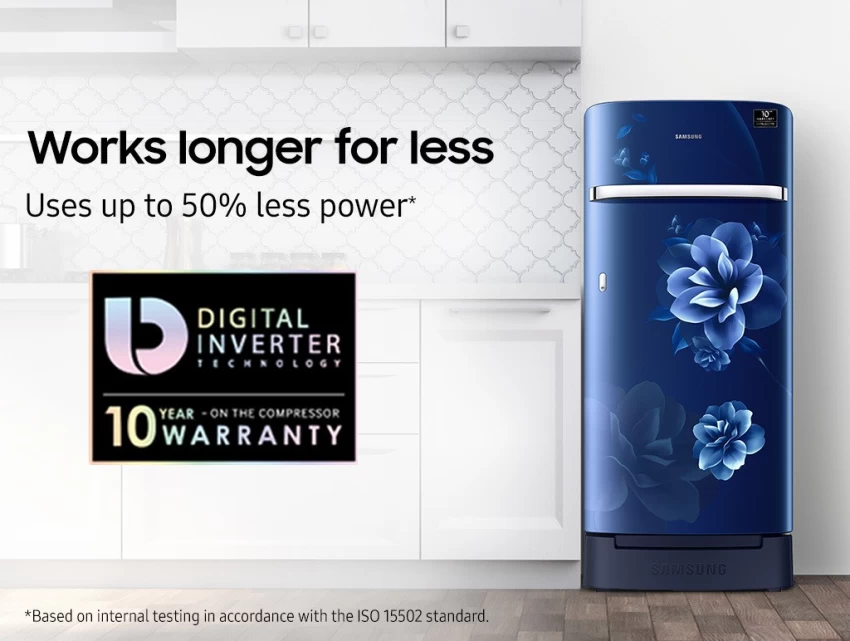 Works longer for less
Uses up to 50% less power*
DIGITAL
INVERTER
TECHNOLOGY
10 YEAR - ON THE COMPRESSOR
WARRANTY
SAMSUNG
10
SAMSUNG
*Based on internal testing in accordance with the ISO 15502 standard.